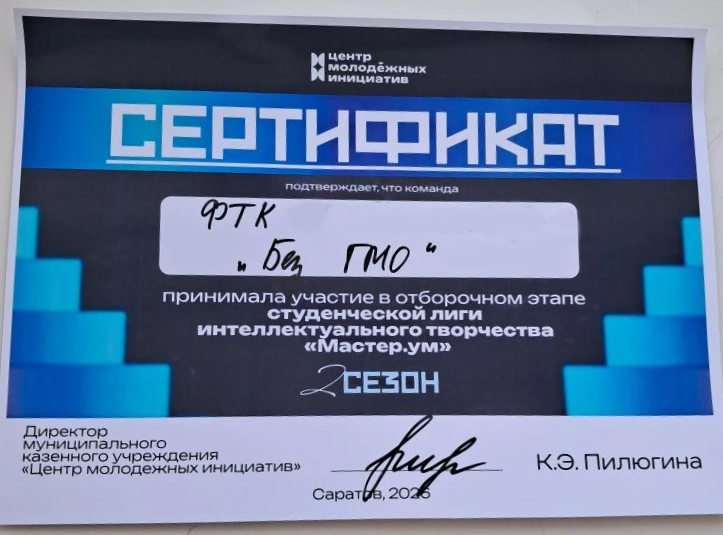 центр
молодёжных
инициатив
СЕРТИФИКАТ
подтверждает, что команда
ФТК
„Без ГМО“
принимала участие в отборочном этапе
студенческой лиги
интеллектуального творчества
«Мастер.ум»
2 СЕЗОН
Директор
муниципального
казенного учреждения
«Центр молодежных инициатив»
К.Э. Пилюгина
Саратов, 2026